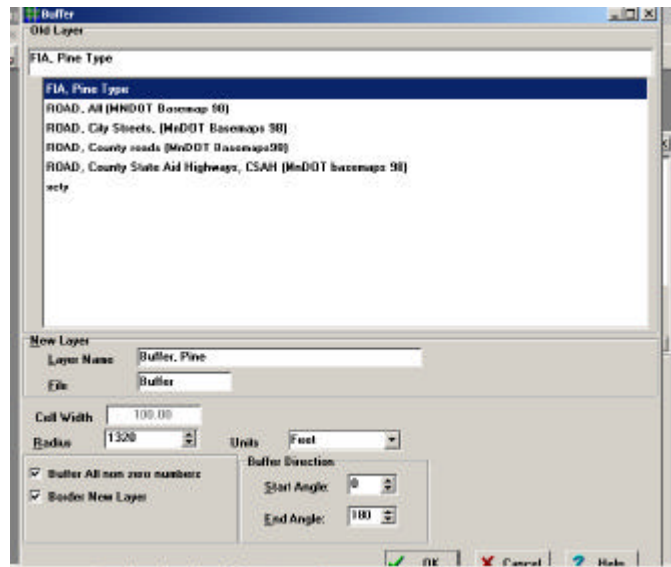 Buffer
Old Layer
FIA, Pine Type
FIA, Pine Type
ROAD, All (MNDOT Basemap 98)
ROAD, City Streets, (MnDOT Basemaps 98)
ROAD, County roads (MnDOT Basemaps98)
ROAD, County State Aid Highways, CSAH (MnDOT basemaps 98)
New Layer
Layer Name Buffer, Pine
File Buffer
Cell Width 100.00
Radius 1320 Units Feet
Buffer Direction
Buffer All non zero numbers
Start Angle: 0
Border New Layer
End Angle: 180
OK Cancel Help